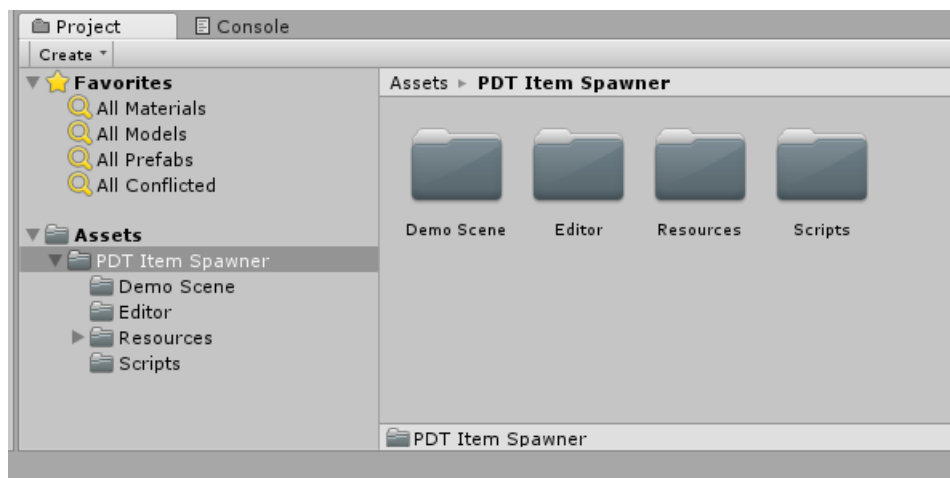 Project
Console
Create
Favorites
All Materials
All Models
All Prefabs
All Conflicted
Assets
PDT Item Spawner
Demo Scene
Editor
Resources
Scripts
Assets ▸ PDT Item Spawner
Demo Scene
Editor
Resources
Scripts
PDT Item Spawner